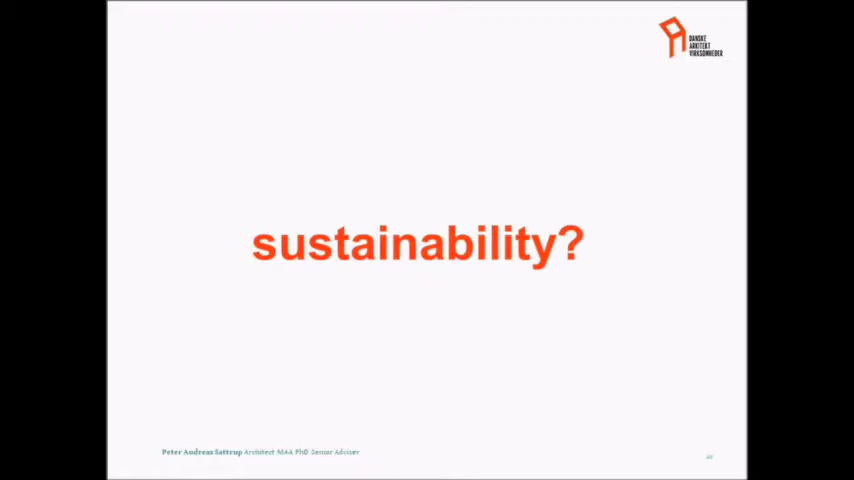 DANSKE
ARKITEKT
VIRKSOMHEDER
sustainability?
Peter Andreas Sattrup Architect MAA PhD Senior Adviser